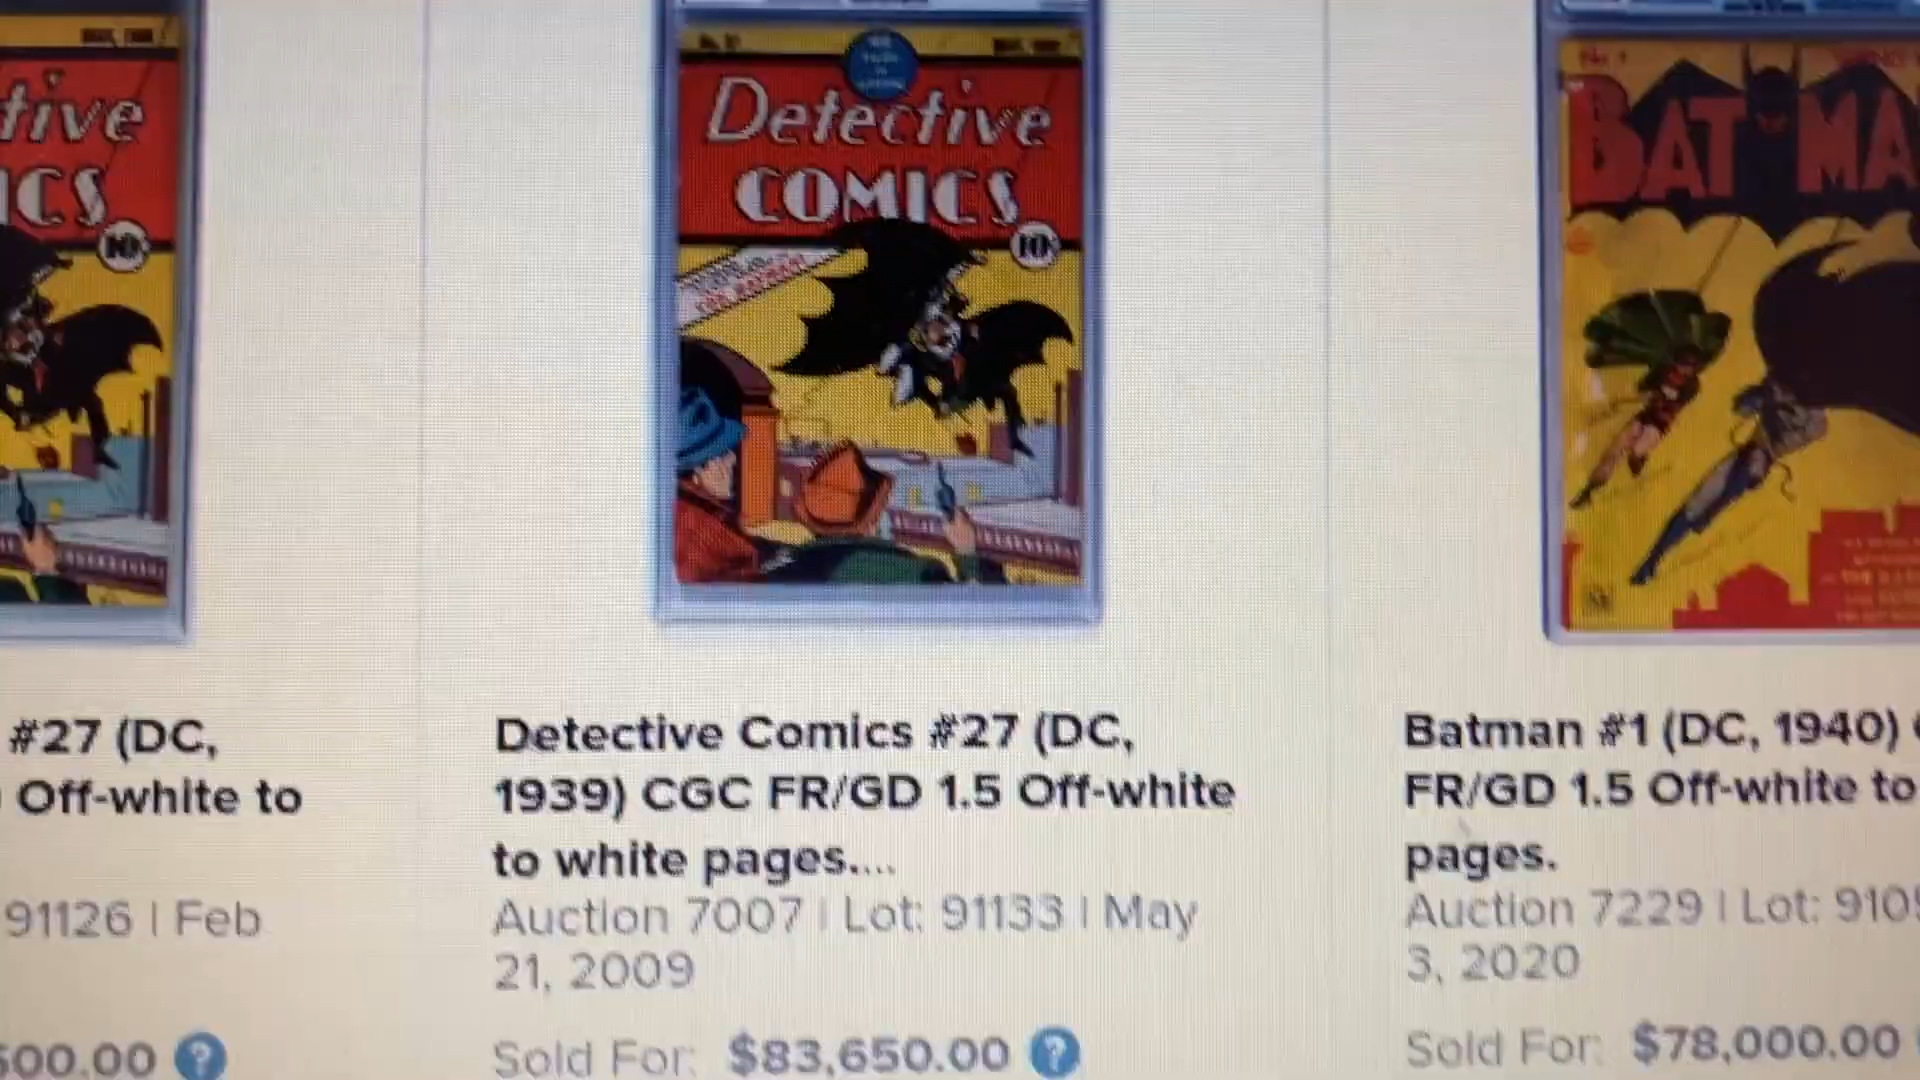 tive
ICS
10¢
#27 (DC,
Off-white to
91126 | Feb
500.00 ?
Detective
COMICS
10¢
Detective Comics #27 (DC,
1939) CGC FR/GD 1.5 Off-white
to white pages....
Auction 7007 | Lot: 91133 | May
21, 2009
Sold For: $83,650.00 ?
BATMA
Batman #1 (DC, 1940)
FR/GD 1.5 Off-white to
pages.
Auction 7229 | Lot: 910
3, 2020
Sold For: $78,000.00